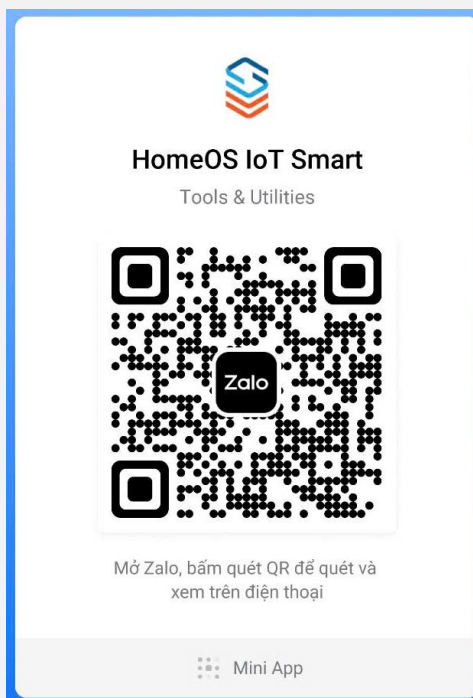 HomeOS IoT Smart
Tools & Utilities
Zalo
Mở Zalo, bấm quét QR để quét và
xem trên điện thoại
Mini App